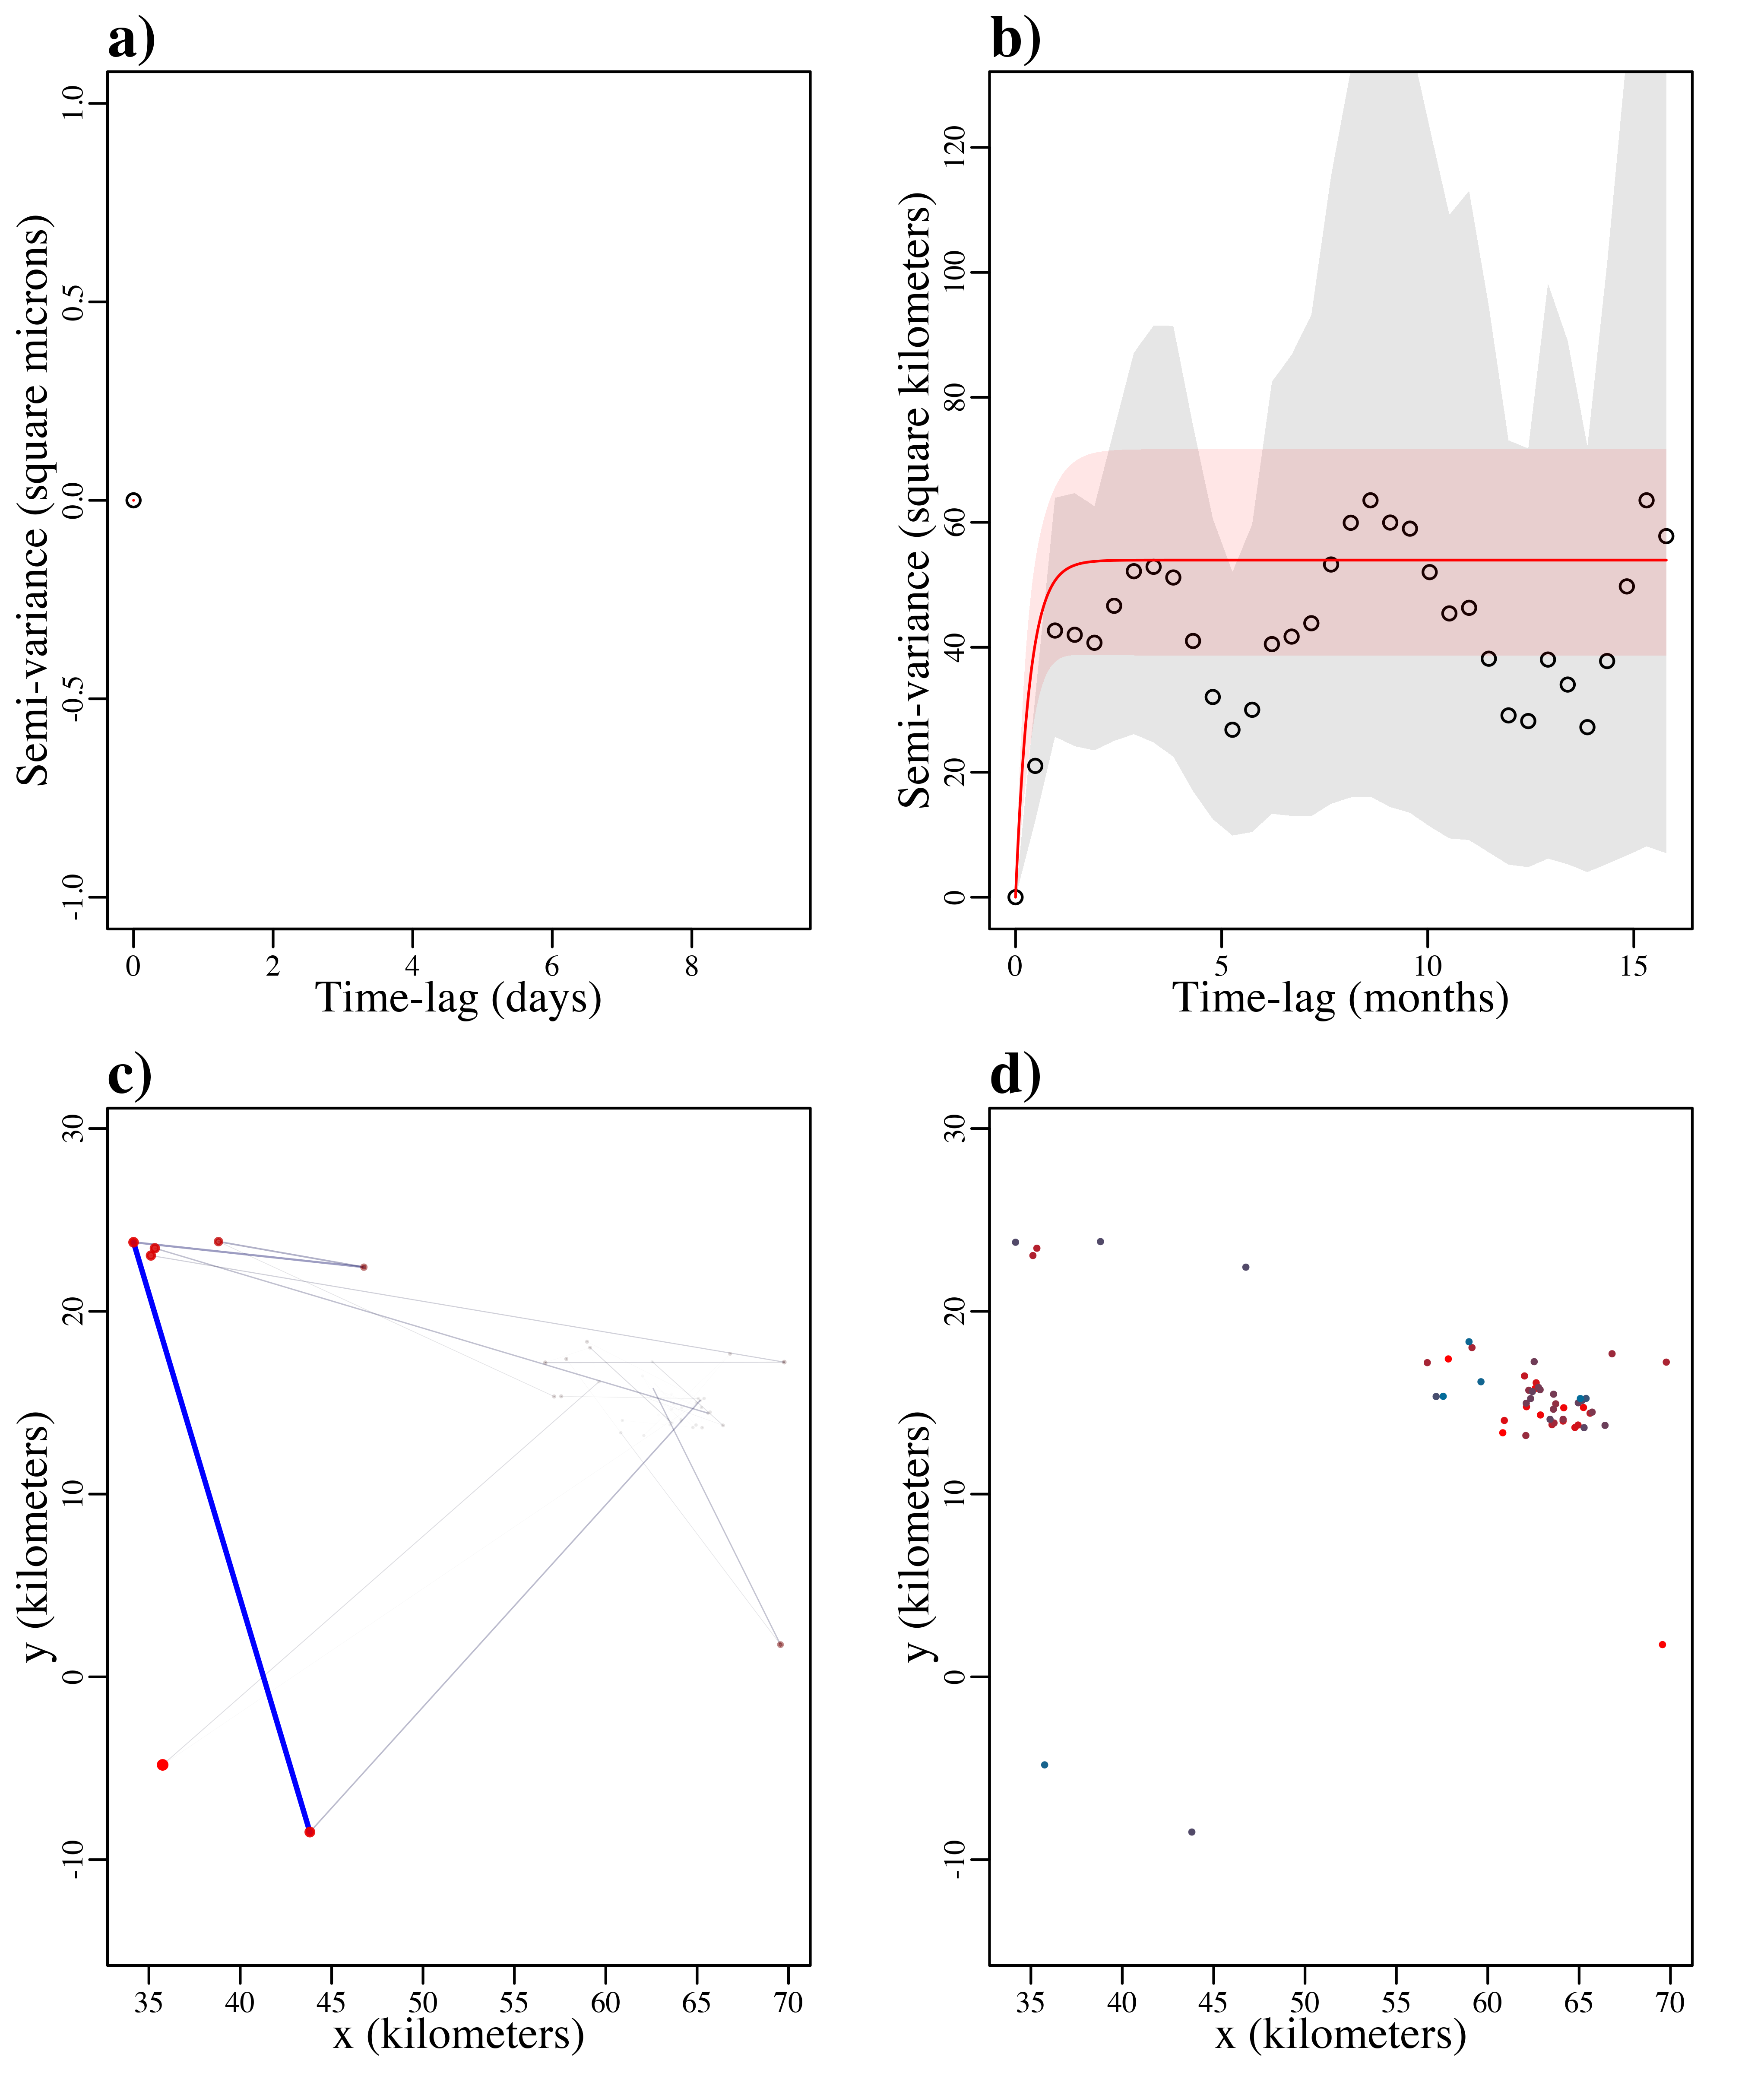 a)
1.0
0.5
0.0
-0.5
-1.0
Semi-variance (square microns)
0 2 4 6 8
Time-lag (days)
b)
120
100
80
60
40
20
0
Semi-variance (square kilometers)
0 5 10 15
Time-lag (months)
c)
30
20
10
0
-10
y (kilometers)
35 40 45 50 55 60 65 70
x (kilometers)
d)
30
20
10
0
-10
y (kilometers)
35 40 45 50 55 60 65 70
x (kilometers)